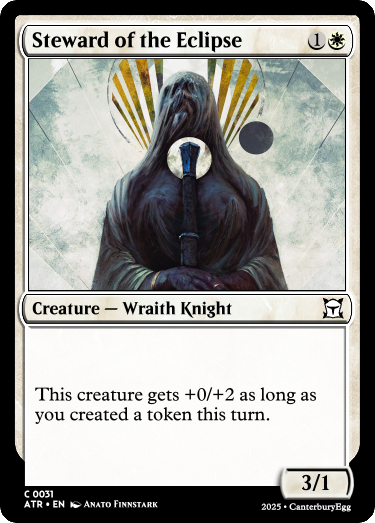 Steward of the Eclipse 1
Creature — Wraith Knight
This creature gets +0/+2 as long as
you created a token this turn.
3/1
C 0031
ATR • EN Anato Finnstark
2025 • CanterburyEgg